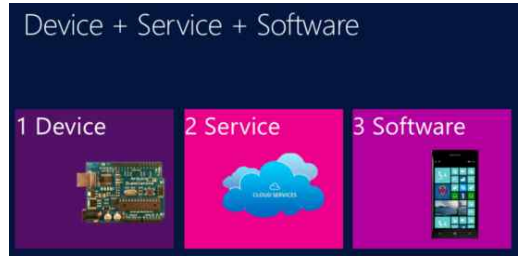 Device + Service + Software
1 Device
2 Service
3 Software
CLOUD SERVICES